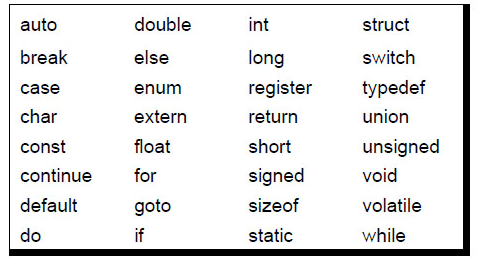 auto double int struct
break else long switch
case enum register typedef
char extern return union
const float short unsigned
continue for signed void
default goto sizeof volatile
do if static while